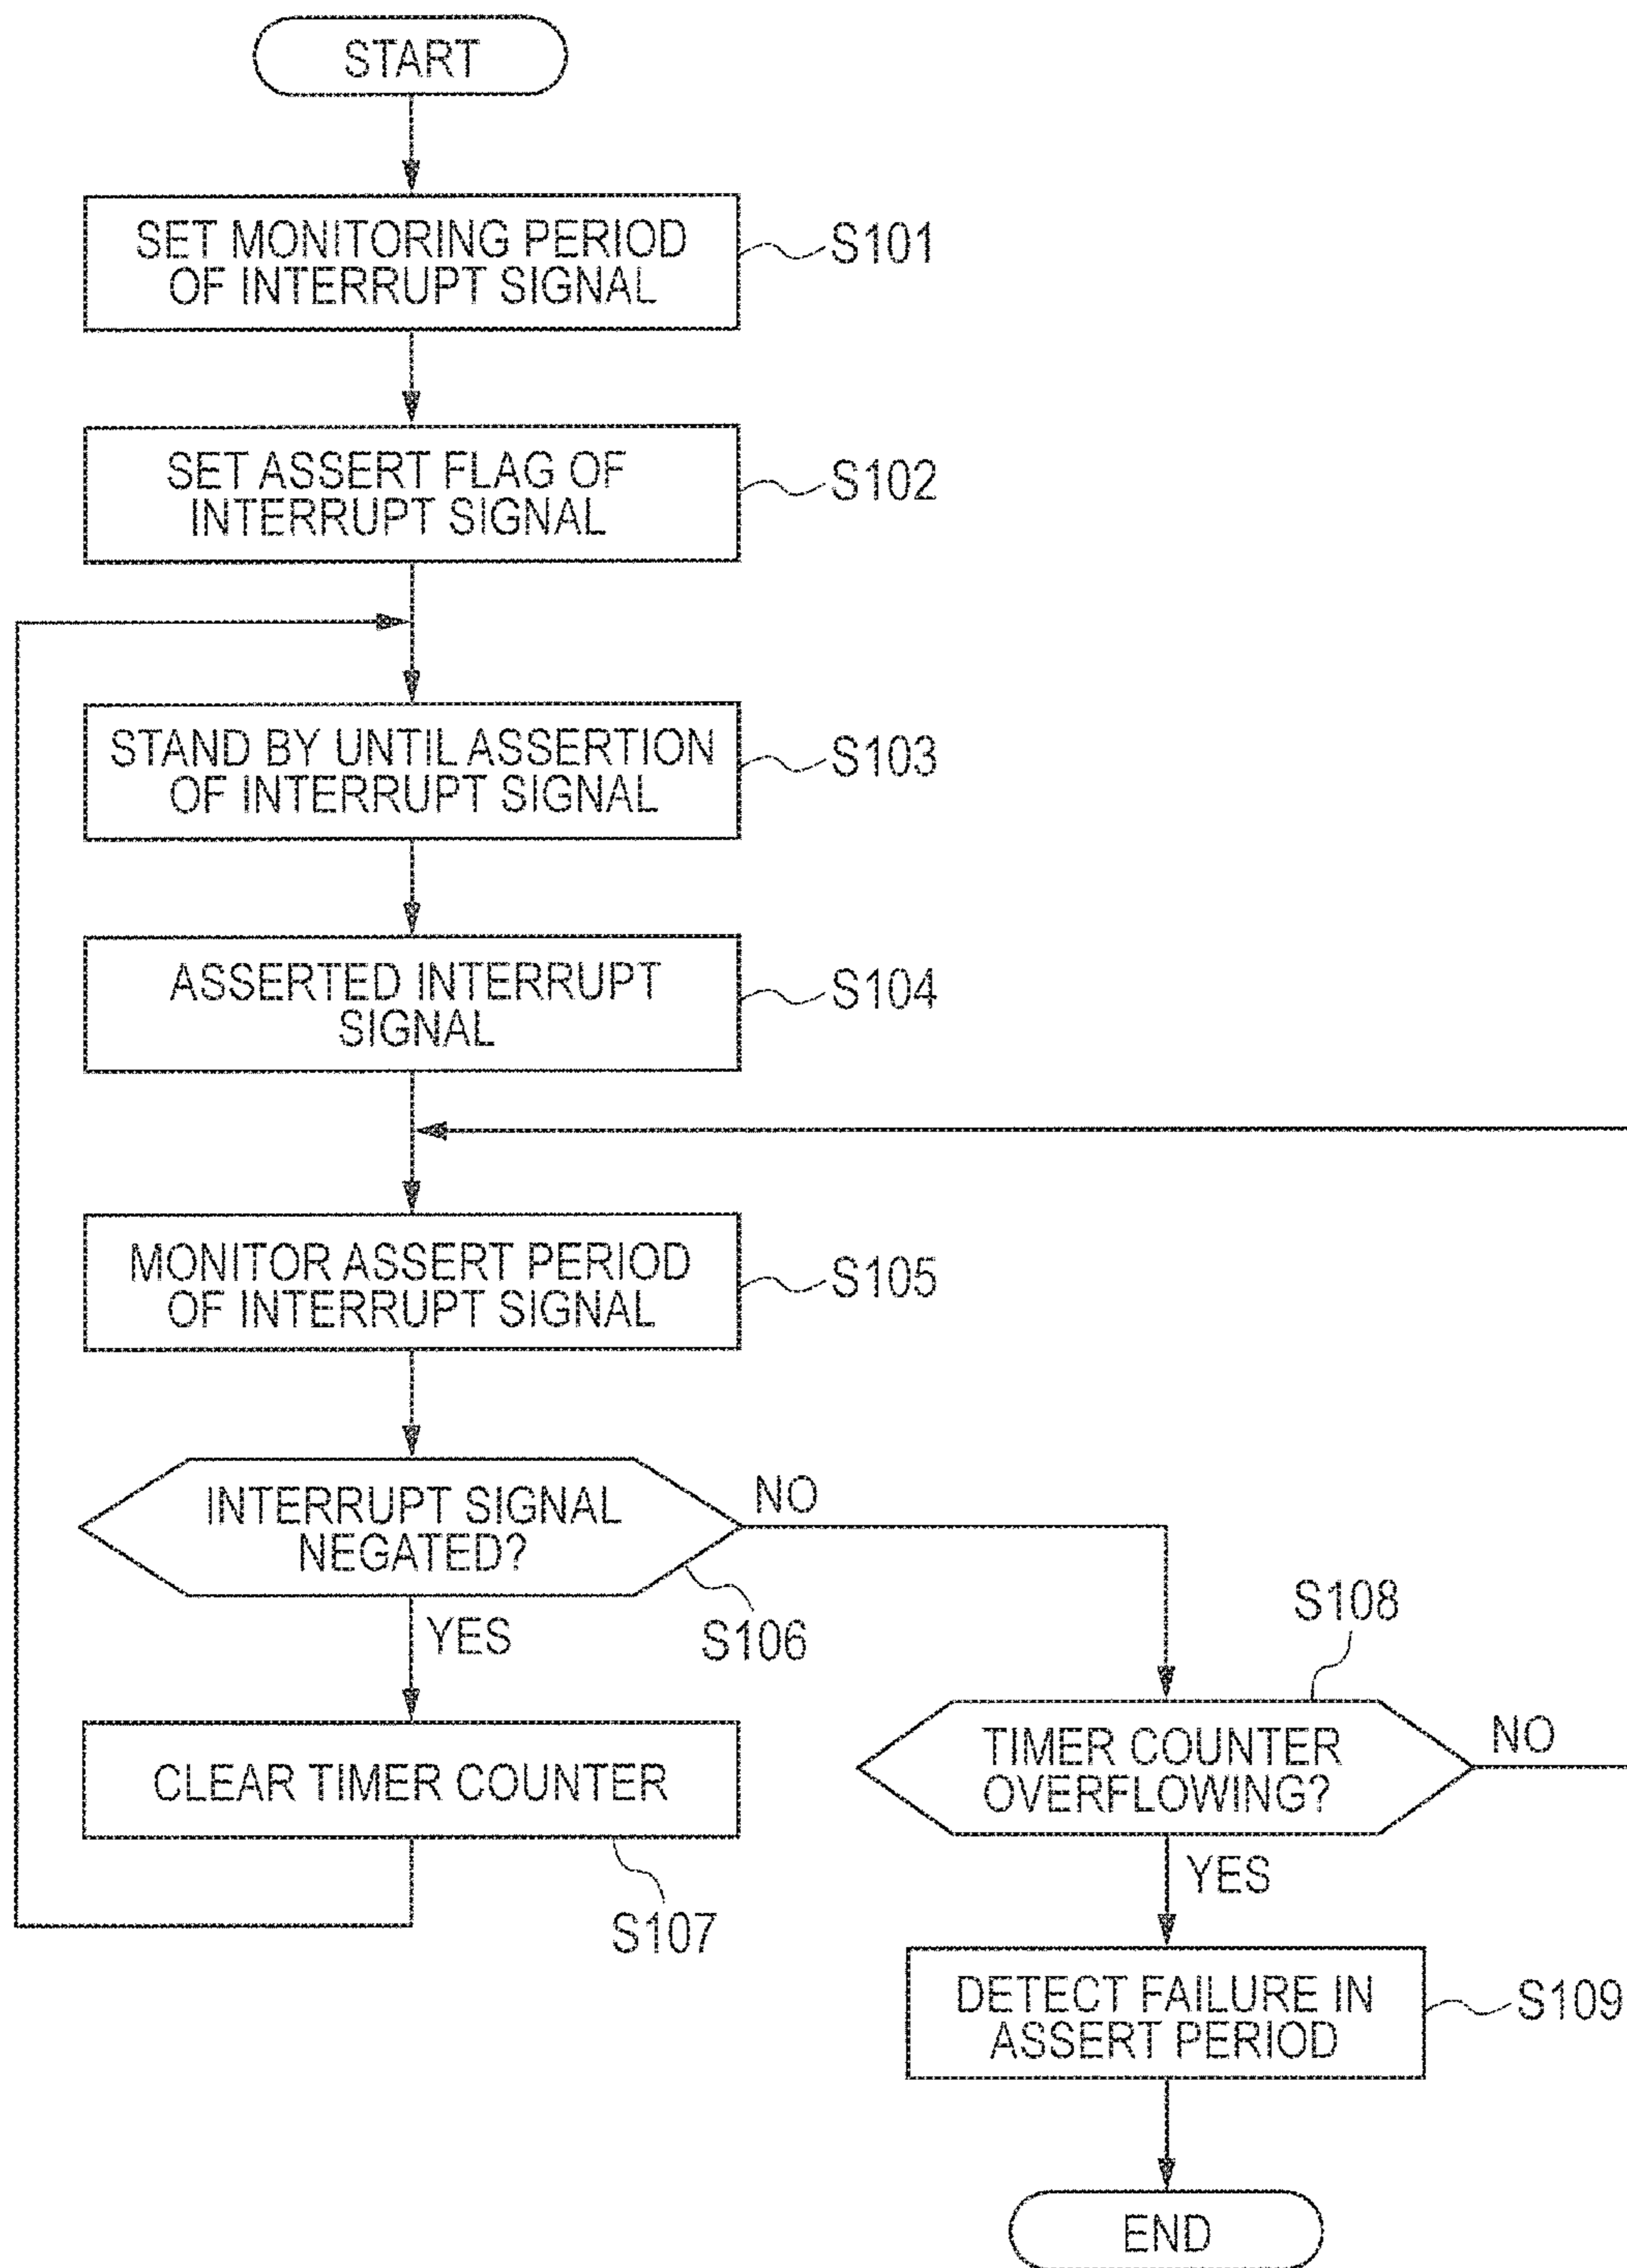 START
SET MONITORING PERIOD
OF INTERRUPT SIGNAL
S101
SET ASSERT FLAG OF
INTERRUPT SIGNAL
S102
STAND BY UNTIL ASSERTION
OF INTERRUPT SIGNAL
S103
ASSERTED INTERRUPT
SIGNAL
S104
MONITOR ASSERT PERIOD
OF INTERRUPT SIGNAL
S105
INTERRUPT SIGNAL
NEGATED?
NO
S106
YES
CLEAR TIMER COUNTER
S107
S108
TIMER COUNTER
OVERFLOWING?
NO
YES
DETECT FAILURE IN
ASSERT PERIOD
S109
END